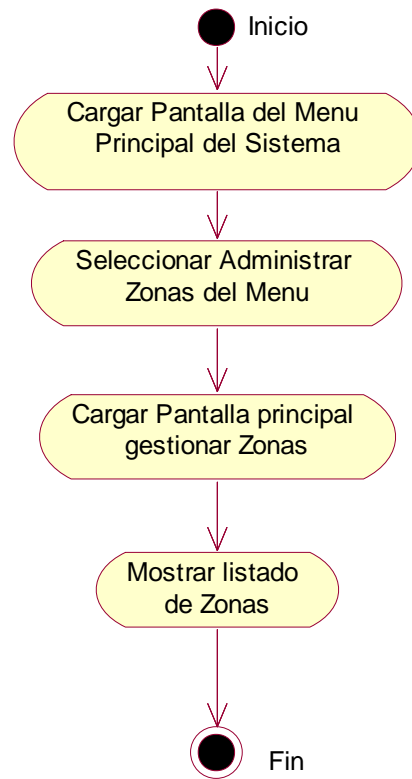 Inicio
Cargar Pantalla del Menu
Principal del Sistema
Seleccionar Administrar
Zonas del Menu
Cargar Pantalla principal
gestionar Zonas
Mostrar listado
de Zonas
Fin